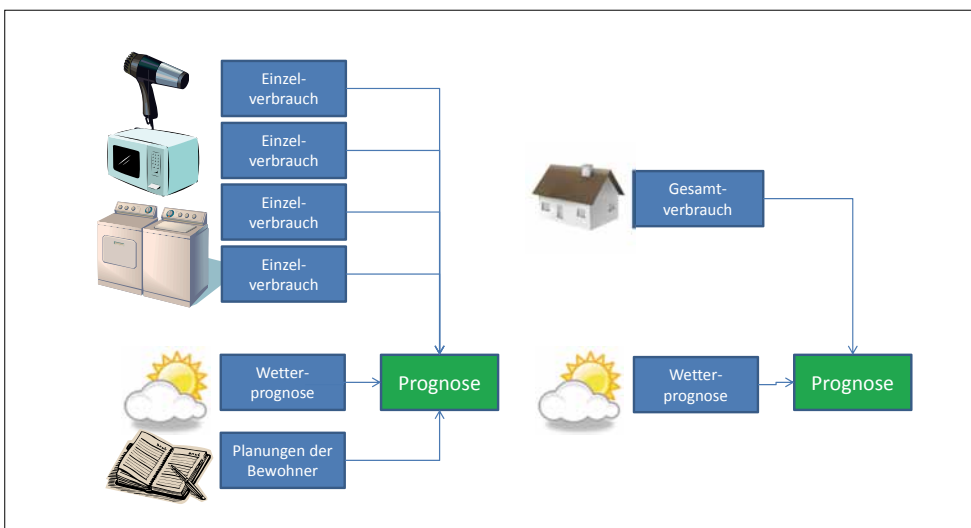 Einzel-
verbrauch
Einzel-
verbrauch
Einzel-
verbrauch
Einzel-
verbrauch
Wetter-
prognose
Prognose
Planungen der
Bewohner
Gesamt-
verbrauch
Wetter-
prognose
Prognose